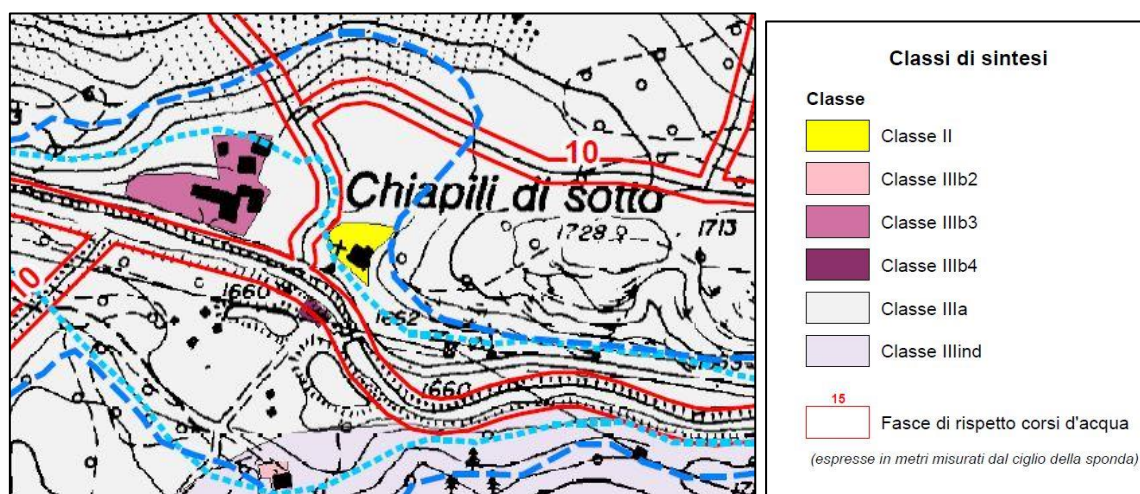 10
Chiapili di sotto
1728
1713
10
1660
1652
1660
Classi di sintesi
Classe
Classe II
Classe IIIb2
Classe IIIb3
Classe IIIb4
Classe IIIa
Classe IIIind
15
Fasce di rispetto corsi d'acqua
(espresse in metri misurati dal ciglio della sponda)